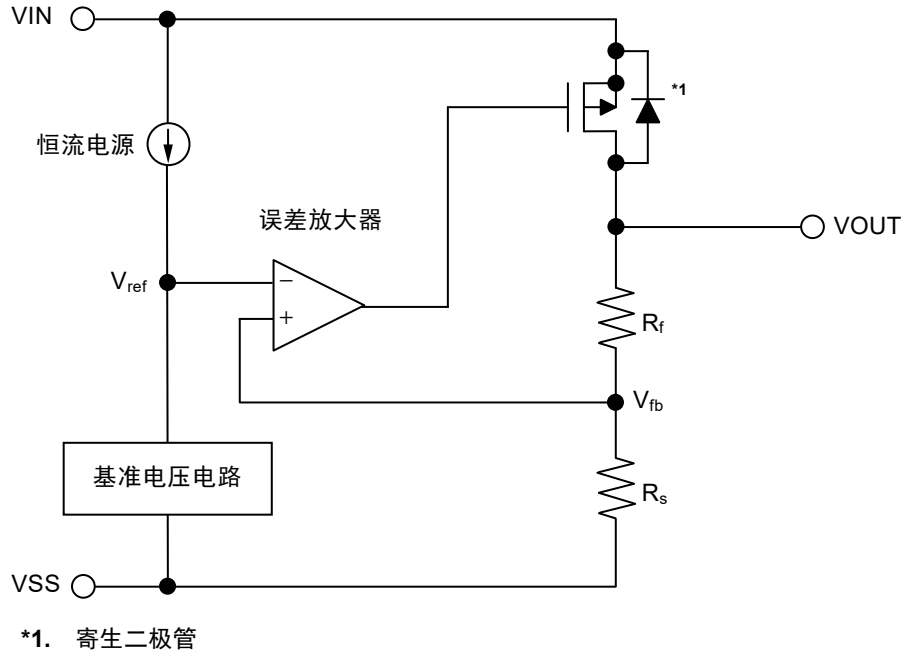 VIN
*1
恒流电源
误差放大器
VOUT
Vref
−
+
Rf
Vfb
基准电压电路
Rs
VSS
*1. 寄生二极管